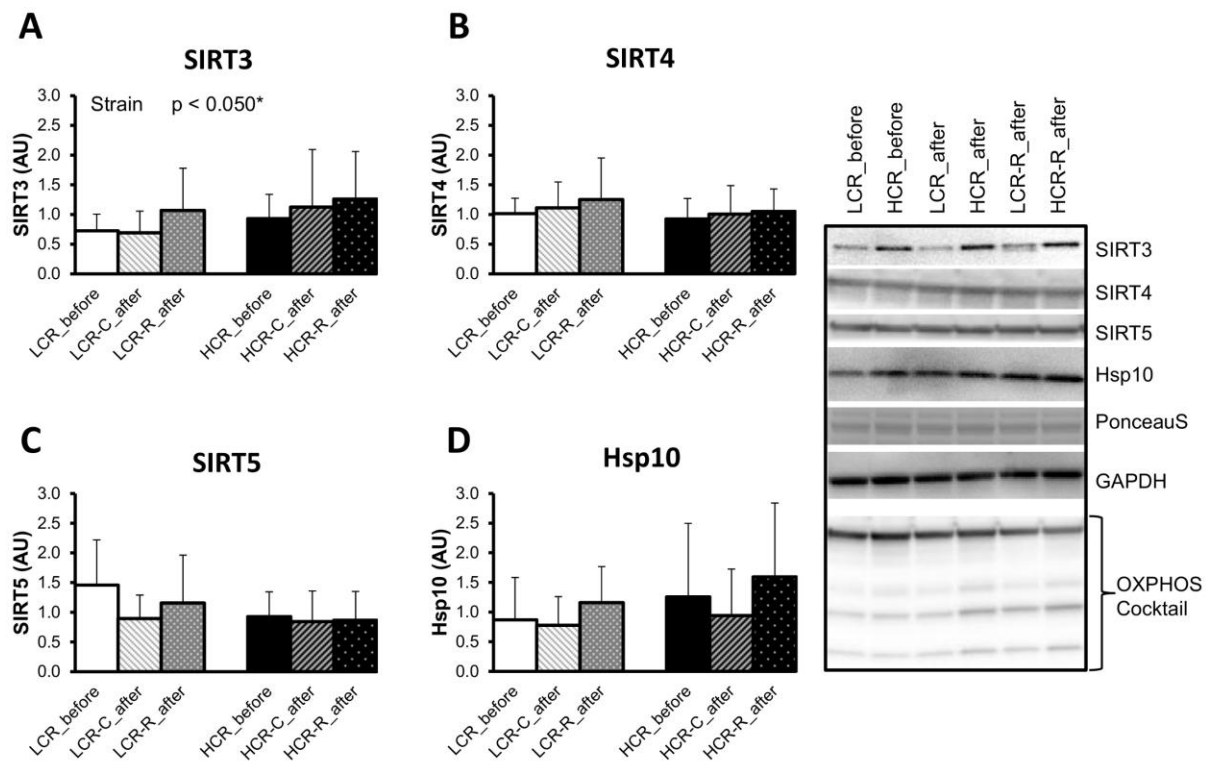 A
SIRT3
SIRT3 (AU)
3.0
2.5
2.0
1.5
1.0
0.5
0.0
Strain p < 0.050*
LCR_before
LCR-C_after
LCR-R_after
HCR_before
HCR-C_after
HCR-R_after
B
SIRT4
SIRT4 (AU)
3.0
2.5
2.0
1.5
1.0
0.5
0.0
LCR_before
LCR-C_after
LCR-R_after
HCR_before
HCR-C_after
HCR-R_after
C
SIRT5
SIRT5 (AU)
3.0
2.5
2.0
1.5
1.0
0.5
0.0
LCR_before
LCR-C_after
LCR-R_after
HCR_before
HCR-C_after
HCR-R_after
D
Hsp10
Hsp10 (AU)
3.0
2.5
2.0
1.5
1.0
0.5
0.0
LCR_before
LCR-C_after
LCR-R_after
HCR_before
HCR-C_after
HCR-R_after
LCR_before
HCR_before
LCR_after
HCR_after
LCR-R_after
HCR-R_after
SIRT3
SIRT4
SIRT5
Hsp10
PonceauS
GAPDH
OXPHOS
Cocktail